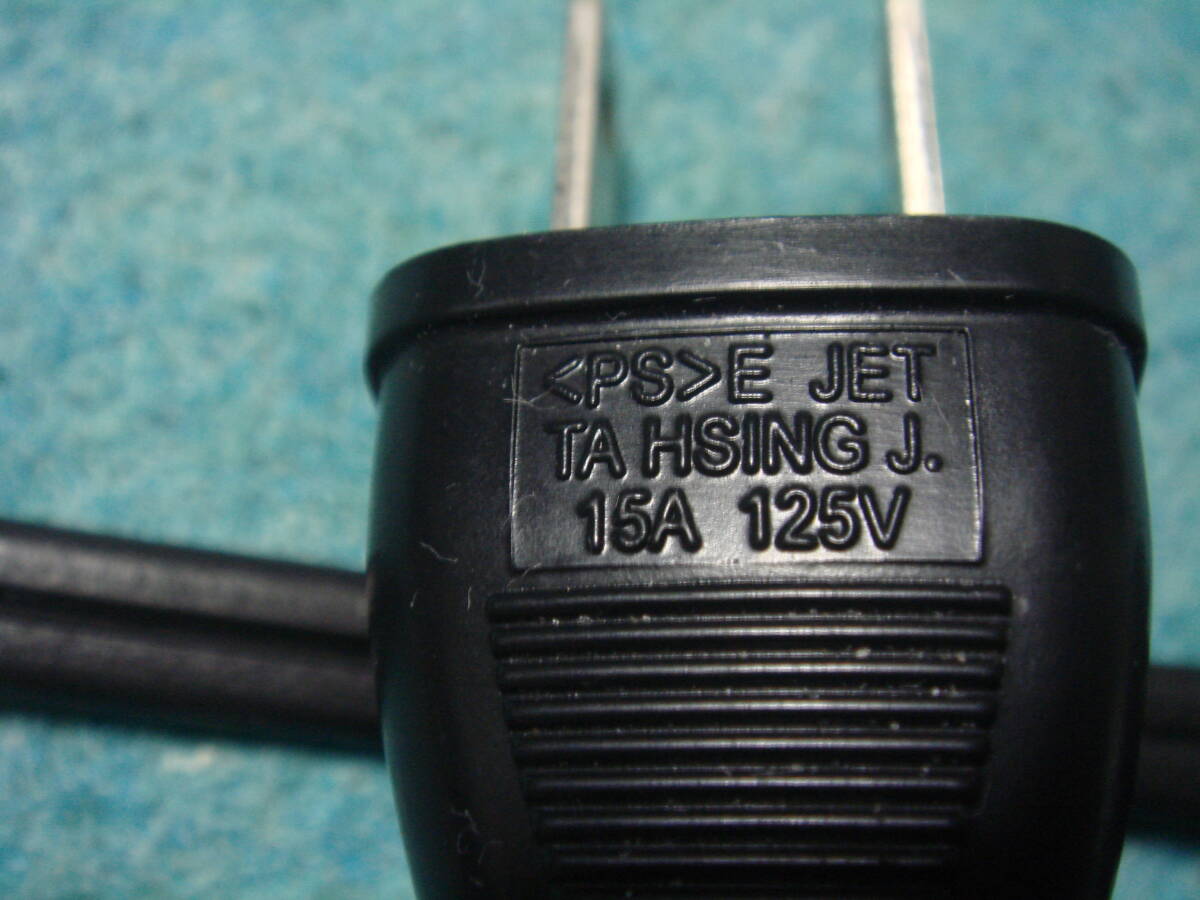 <PS>E JET
TA HSING J.
15A 125V